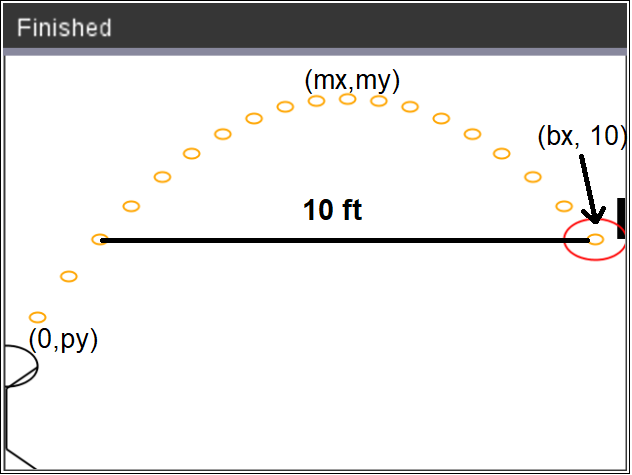 Finished
(mx,my)
(bx, 10)
10 ft
(0,py)